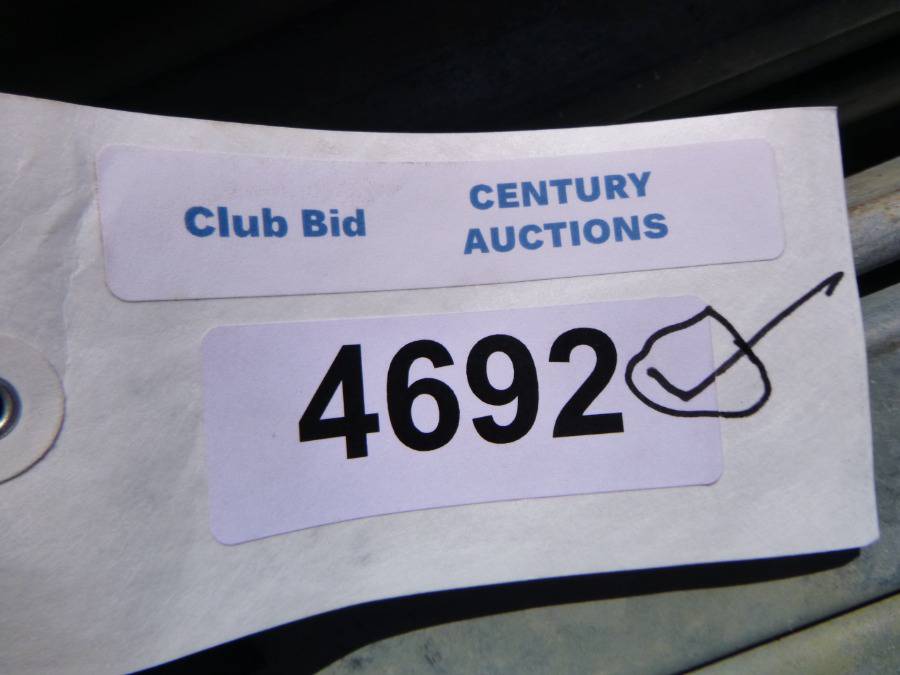 Club Bid
CENTURY
AUCTIONS
4692